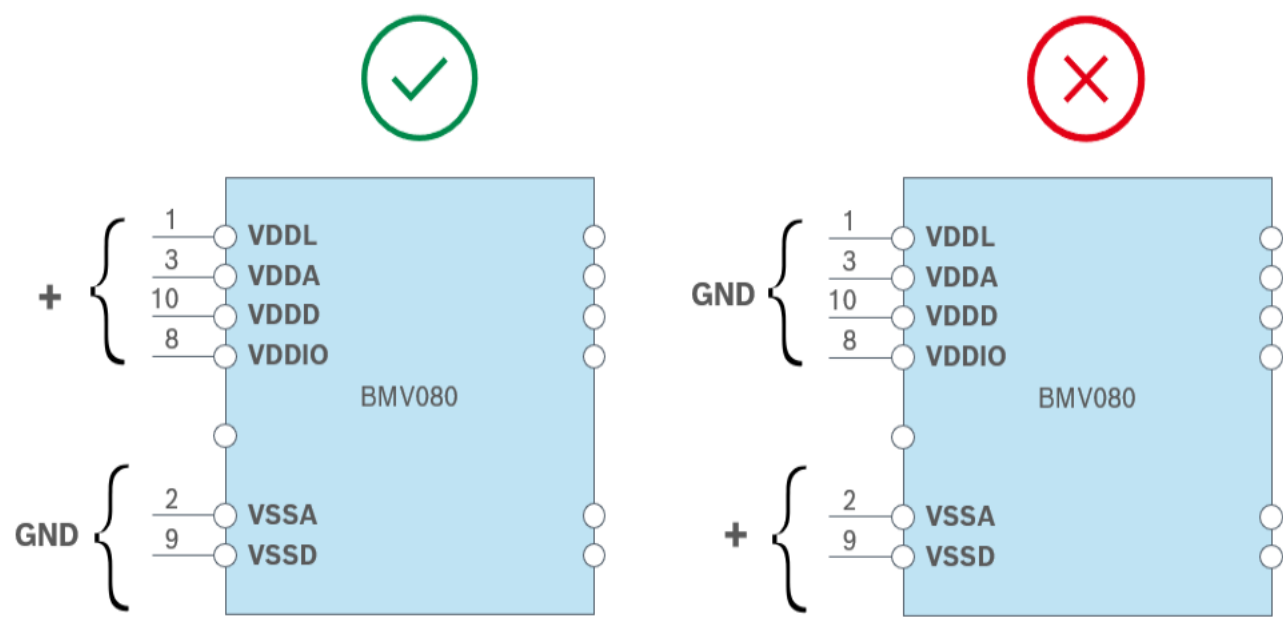 1 VDDL
3 VDDA
+
10 VDDD
8 VDDIO
BMV080
2 VSSA
GND
9 VSSD
1 VDDL
3 VDDA
GND
10 VDDD
8 VDDIO
BMV080
2 VSSA
+
9 VSSD